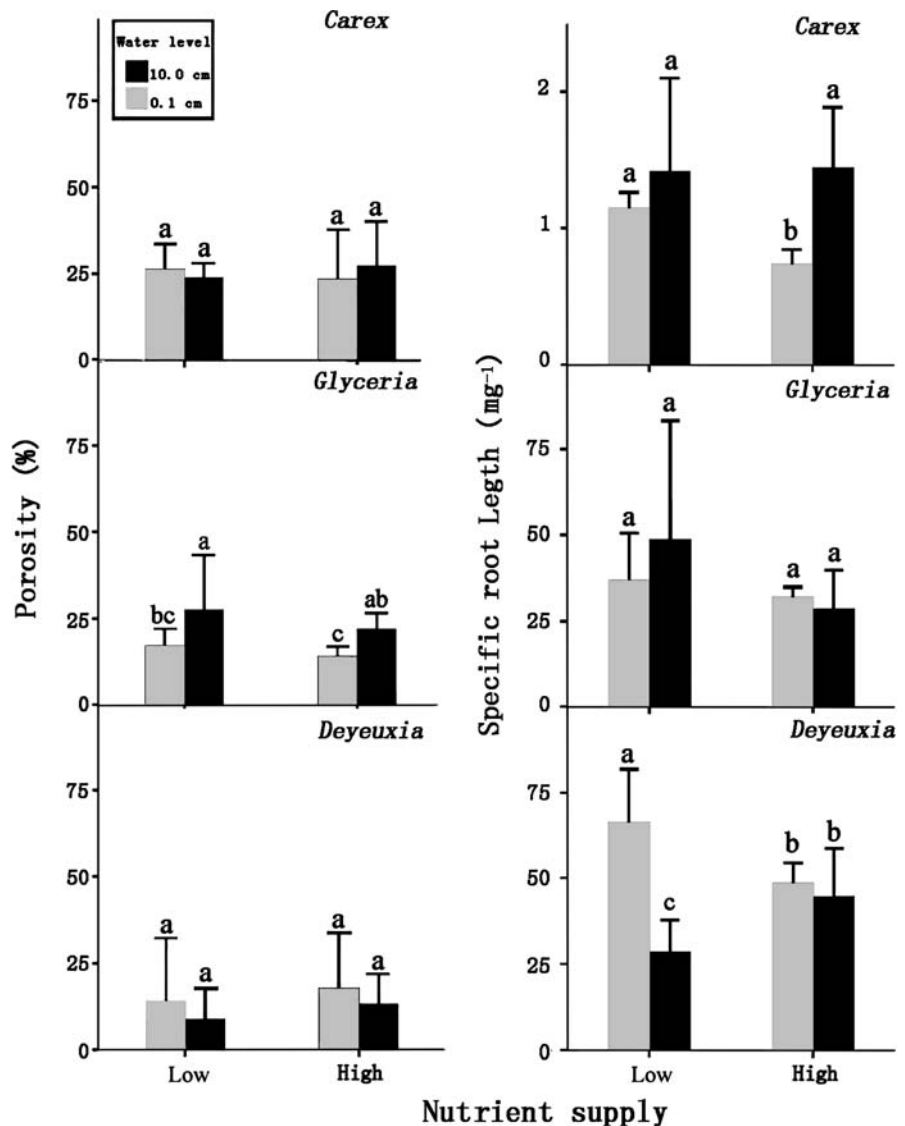 Carex
Water level
10.0 cm
0.1 cm
75
50
25
0
a
a
a
a
Glyceria
75
50
25
0
bc
a
c
ab
Deyeuxia
75
50
25
0
a
a
a
a
Low
High
Porosity (%)
Carex
2
1
0
a
a
b
a
Glyceria
75
50
25
0
a
a
a
a
Deyeuxia
75
50
25
0
a
c
b
b
Low
High
Specific root Legth (mg⁻¹)
Nutrient supply